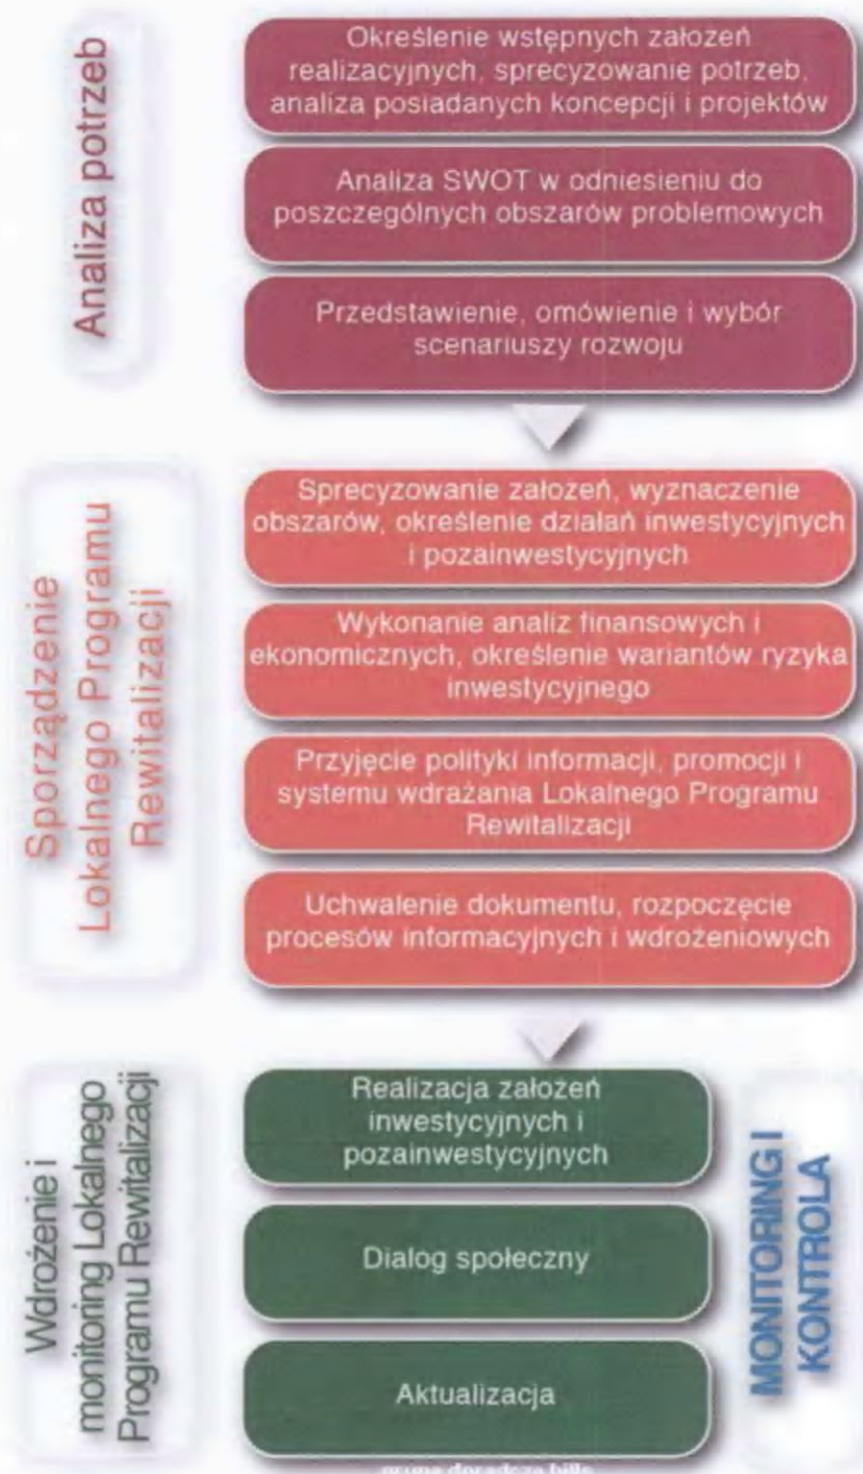 Analiza potrzeb
Określenie wstępnych założeń
realizacyjnych, sprecyzowanie potrzeb,
analiza posiadanych koncepcji i projektów
Analiza SWOT w odniesieniu do
poszczególnych obszarów problemowych
Przedstawienie, omówienie i wybór
scenariuszy rozwoju
Sporządzenie
Lokalnego Programu
Rewitalizacji
Sprecyzowanie założeń, wyznaczenie
obszarów, określenie działań inwestycyjnych
i pozainwestycyjnych
Wykonanie analiz finansowych i
ekonomicznych, określenie wariantów ryzyka
inwestycyjnego
Przyjęcie polityki informacji, promocji i
systemu wdrażania Lokalnego Programu
Rewitalizacji
Uchwalenie dokumentu, rozpoczęcie
procesów informacyjnych i wdrożeniowych
Wdrożenie i
monitoring Lokalnego
Programu Rewitalizacji
Realizacja założeń
inwestycyjnych i
pozainwestycyjnych
Dialog społeczny
Aktualizacja
MONITORING I
KONTROLA